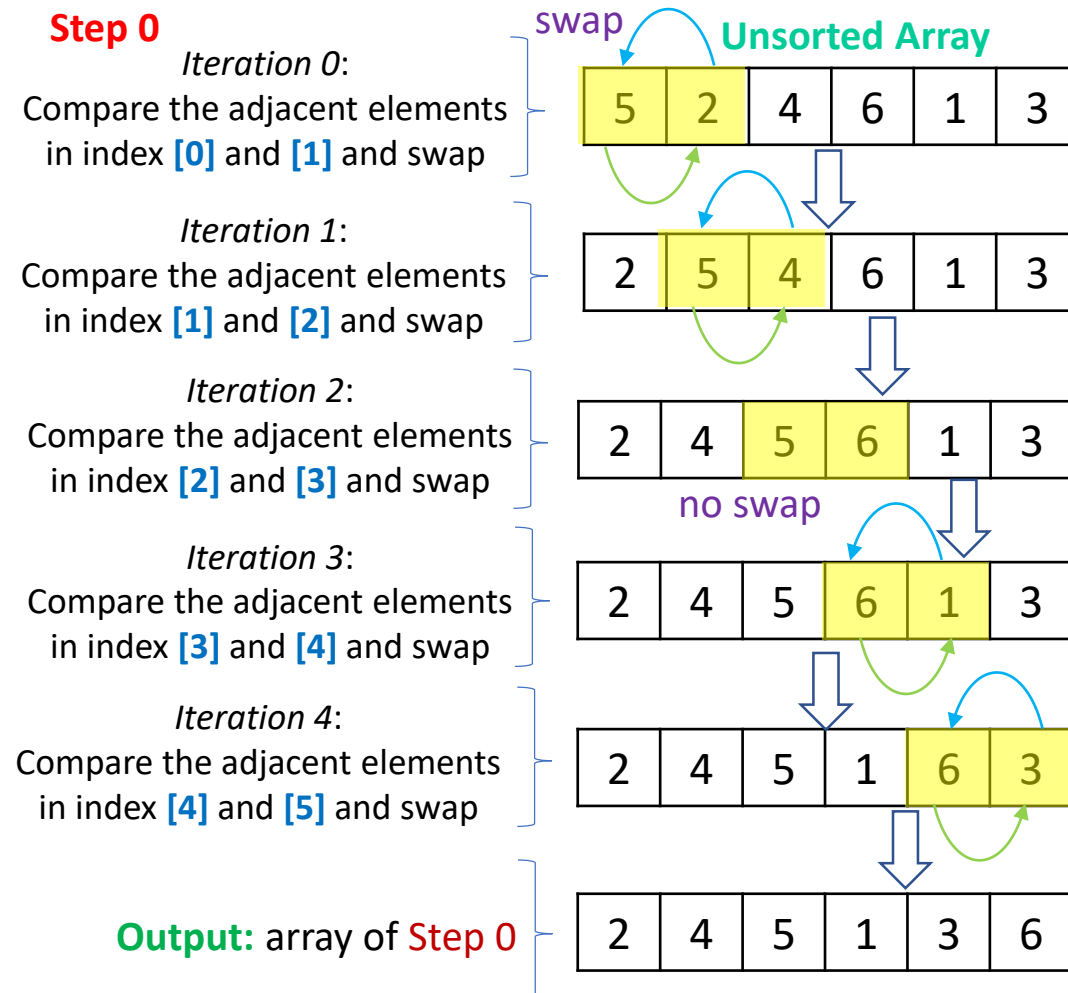 Step 0
swap
Unsorted Array
Iteration 0:
Compare the adjacent elements
in index [0] and [1] and swap
5 2 4 6 1 3
Iteration 1:
Compare the adjacent elements
in index [1] and [2] and swap
2 5 4 6 1 3
Iteration 2:
Compare the adjacent elements
in index [2] and [3] and swap
2 4 5 6 1 3
no swap
Iteration 3:
Compare the adjacent elements
in index [3] and [4] and swap
2 4 5 6 1 3
Iteration 4:
Compare the adjacent elements
in index [4] and [5] and swap
2 4 5 1 6 3
Output: array of Step 0
2 4 5 1 3 6